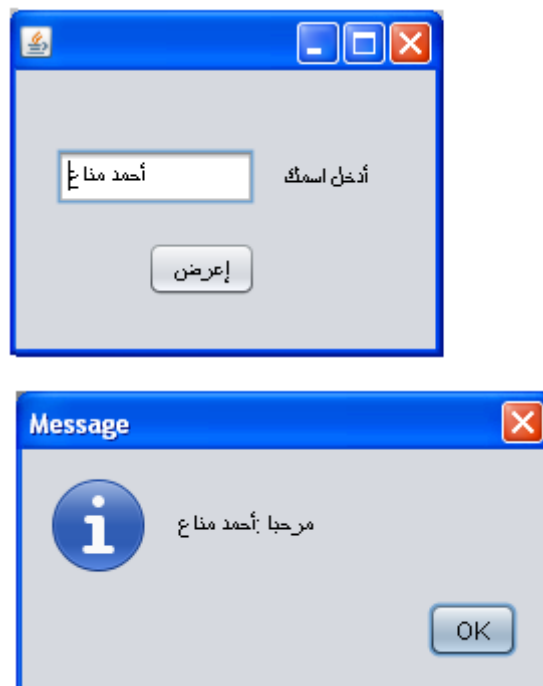 أدخل اسمك
أحمد مناع
إعرض
Message
مرحبا :أحمد مناع
OK